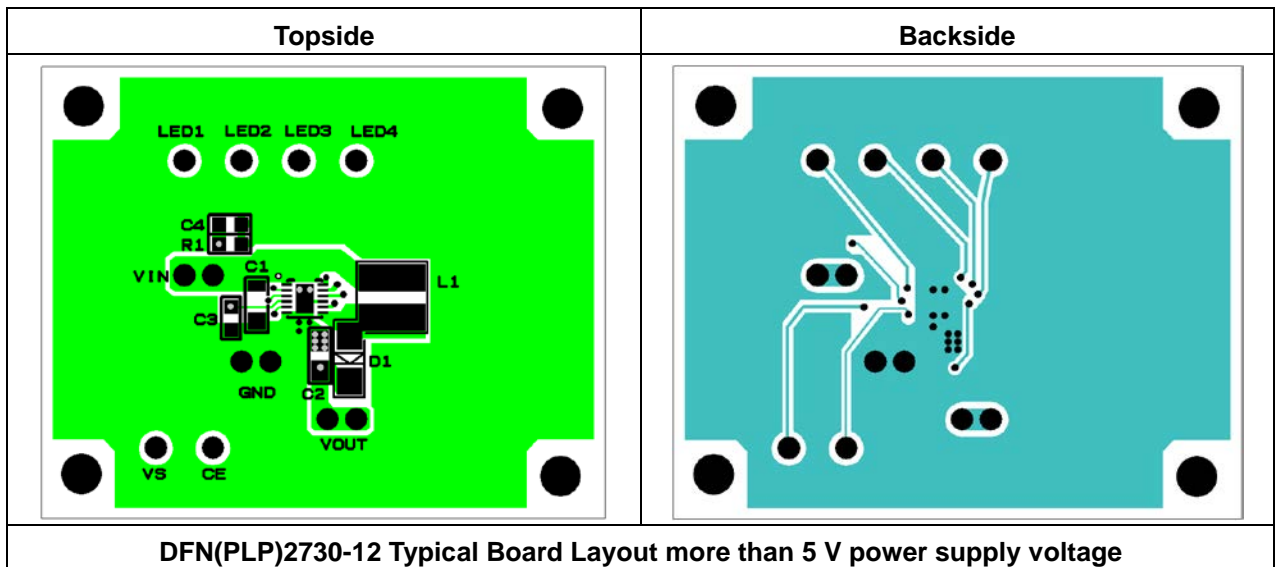 Topside
Backside
LED1 LED2 LED3 LED4
C4
R1
VIN
C1
L1
C3
D1
GND
C2
VOUT
VS CE
DFN(PLP)2730-12 Typical Board Layout more than 5 V power supply voltage